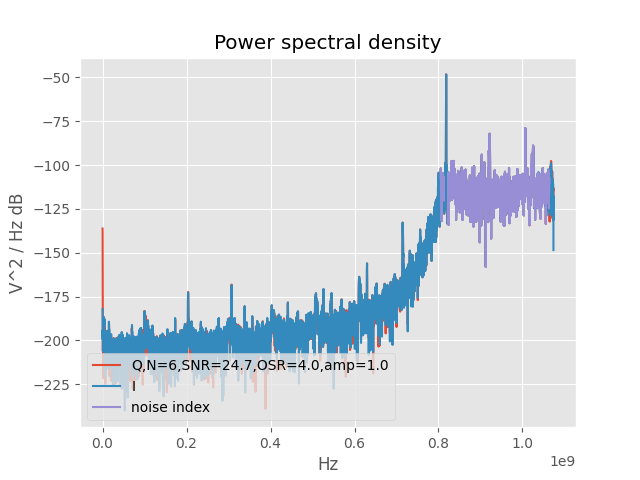 Power spectral density
V^2 / Hz dB
−50
−75
−100
−125
−150
−175
−200
−225
Q,N=6,SNR=24.7,OSR=4.0,amp=1.0
I
noise index
0.0 0.2 0.4 0.6 0.8 1.0
1e9
Hz